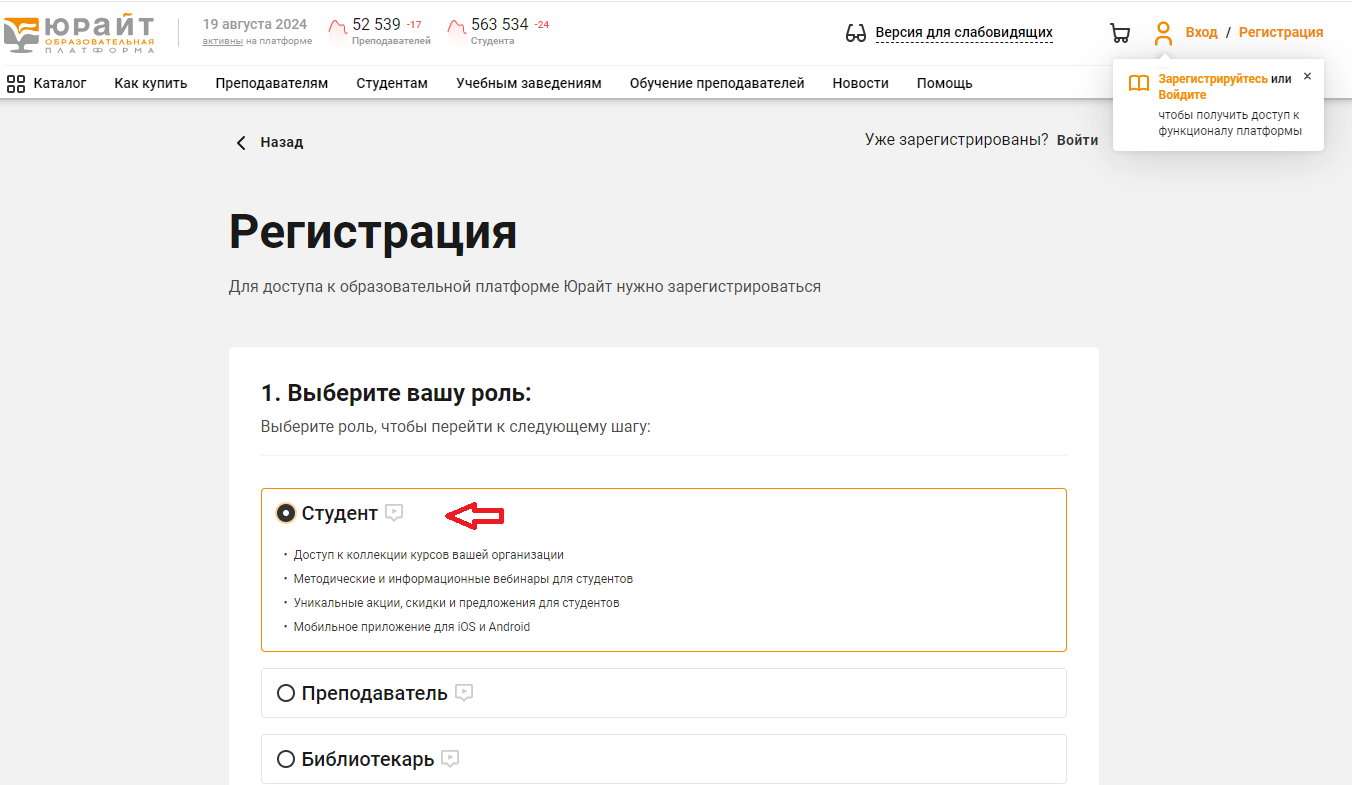 ЮРАЙТ
ОБРАЗОВАТЕЛЬНАЯ
ПЛАТФОРМА
19 августа 2024
активны на платформе
52 539 -17
Преподавателей
563 534 -24
Студента
Версия для слабовидящих
Вход / Регистрация
Каталог Как купить Преподавателям Студентам Учебным заведениям Обучение преподавателей Новости Помощь
Зарегистрируйтесь или ×
Войдите
чтобы получить доступ к
функционалу платформы
Назад
Уже зарегистрированы? Войти
Регистрация
Для доступа к образовательной платформе Юрайт нужно зарегистрироваться
1. Выберите вашу роль:
Выберите роль, чтобы перейти к следующему шагу:
Студент
• Доступ к коллекции курсов вашей организации
• Методические и информационные вебинары для студентов
• Уникальные акции, скидки и предложения для студентов
• Мобильное приложение для iOS и Android
Преподаватель
Библиотекарь